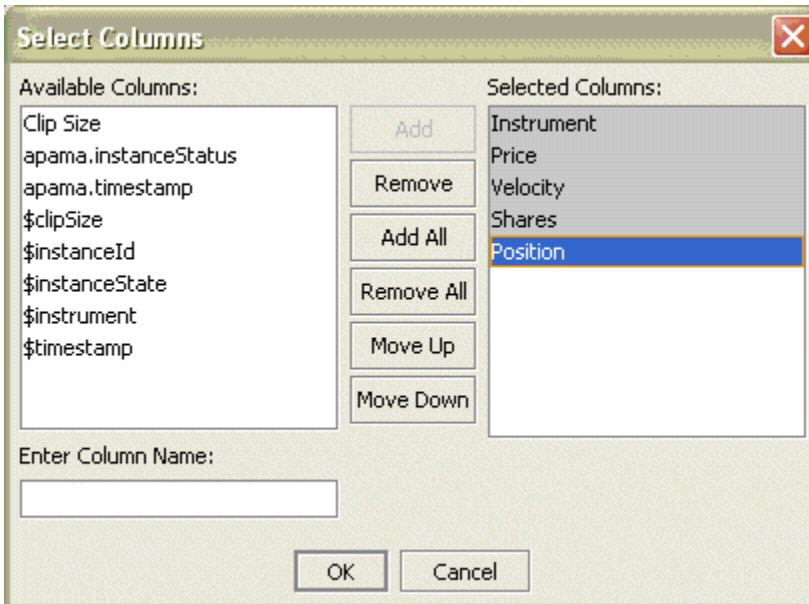 Select Columns
Available Columns:
Clip Size
apama.instanceStatus
apama.timestamp
$clipSize
$instanceId
$instanceState
$instrument
$timestamp
Add
Remove
Add All
Remove All
Move Up
Move Down
Selected Columns:
Instrument
Price
Velocity
Shares
Position
Enter Column Name:
OK
Cancel